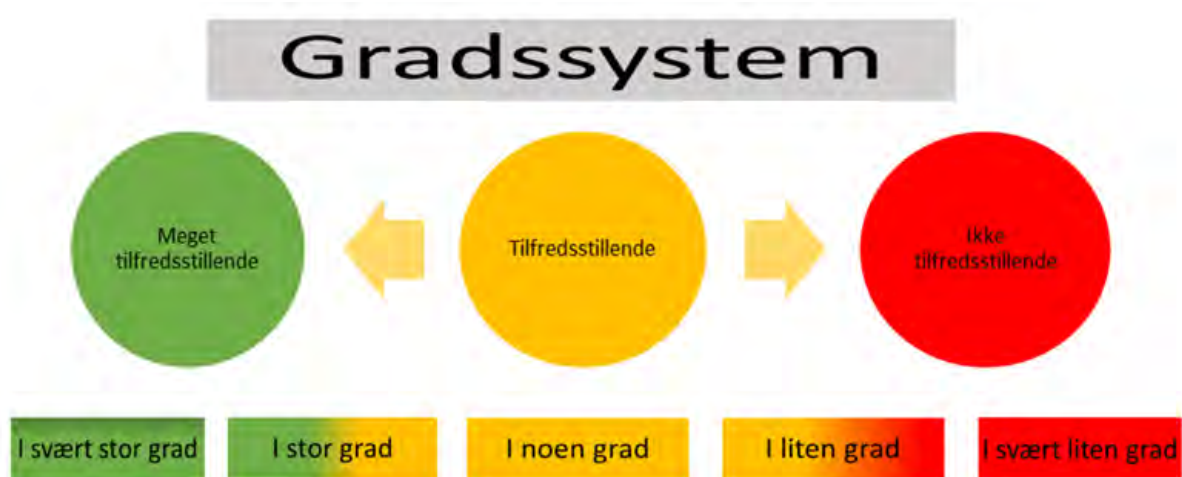 Gradssystem
Meget
tilfredsstillende
Tilfredsstillende
Ikke
tilfredsstillende
I svært stor grad
I stor grad
I noen grad
I liten grad
I svært liten grad